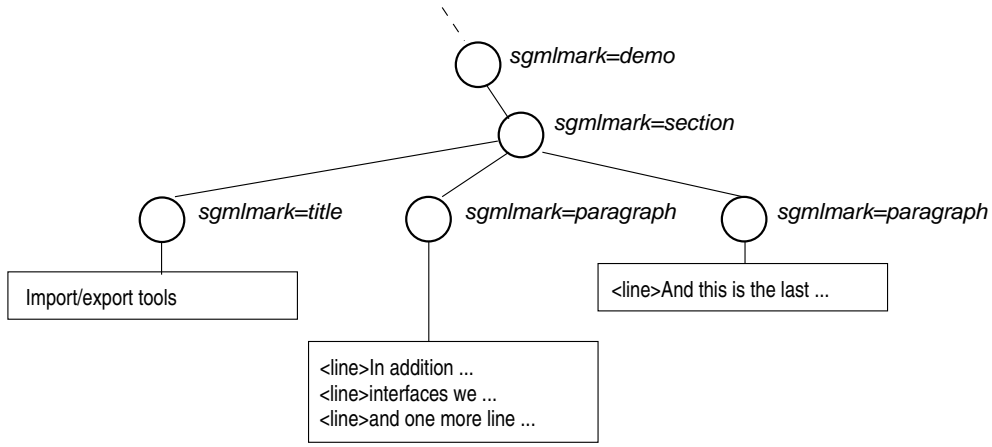 sgmlmark=demo
sgmlmark=section
sgmlmark=title
sgmlmark=paragraph
sgmlmark=paragraph
Import/export tools
<line>And this is the last ...
<line>In addition ...
<line>interfaces we ...
<line>and one more line ...